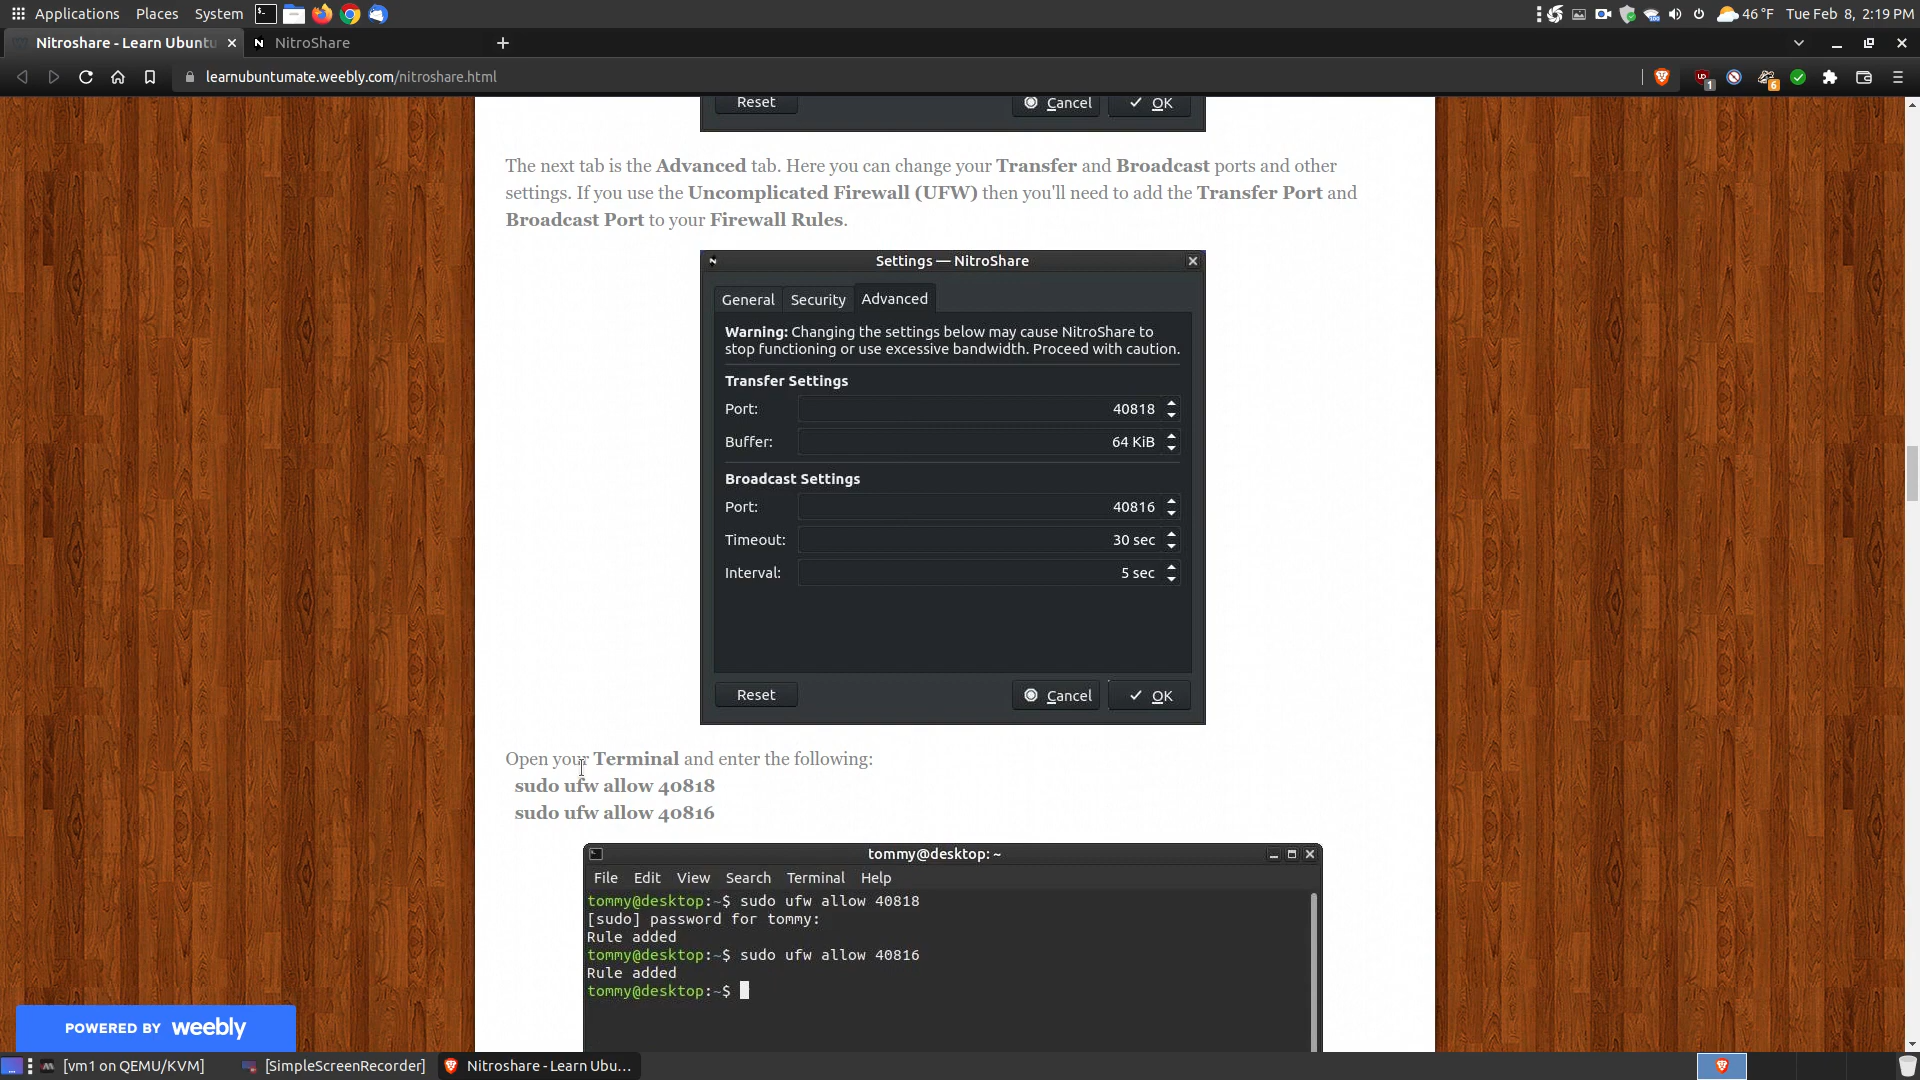 Applications Places System
46 °F Tue Feb 8, 2:19 PM
Nitroshare - Learn Ubuntu
NitroShare
learnubuntumate.weebly.com/nitroshare.html
1
6
Reset Cancel OK
The next tab is the Advanced tab. Here you can change your Transfer and Broadcast ports and other
settings. If you use the Uncomplicated Firewall (UFW) then you'll need to add the Transfer Port and
Broadcast Port to your Firewall Rules.
Settings — NitroShare
General Security Advanced
Warning: Changing the settings below may cause NitroShare to
stop functioning or use excessive bandwidth. Proceed with caution.
Transfer Settings
Port: 40818
Buffer: 64 KiB
Broadcast Settings
Port: 40816
Timeout: 30 sec
Interval: 5 sec
Reset Cancel OK
Open your Terminal and enter the following:
sudo ufw allow 40818
sudo ufw allow 40816
tommy@desktop: ~
File Edit View Search Terminal Help
tommy@desktop:~$ sudo ufw allow 40818
[sudo] password for tommy:
Rule added
tommy@desktop:~$ sudo ufw allow 40816
Rule added
tommy@desktop:~$
POWERED BY weebly
[vm1 on QEMU/KVM] [SimpleScreenRecorder] Nitroshare - Learn Ubu...